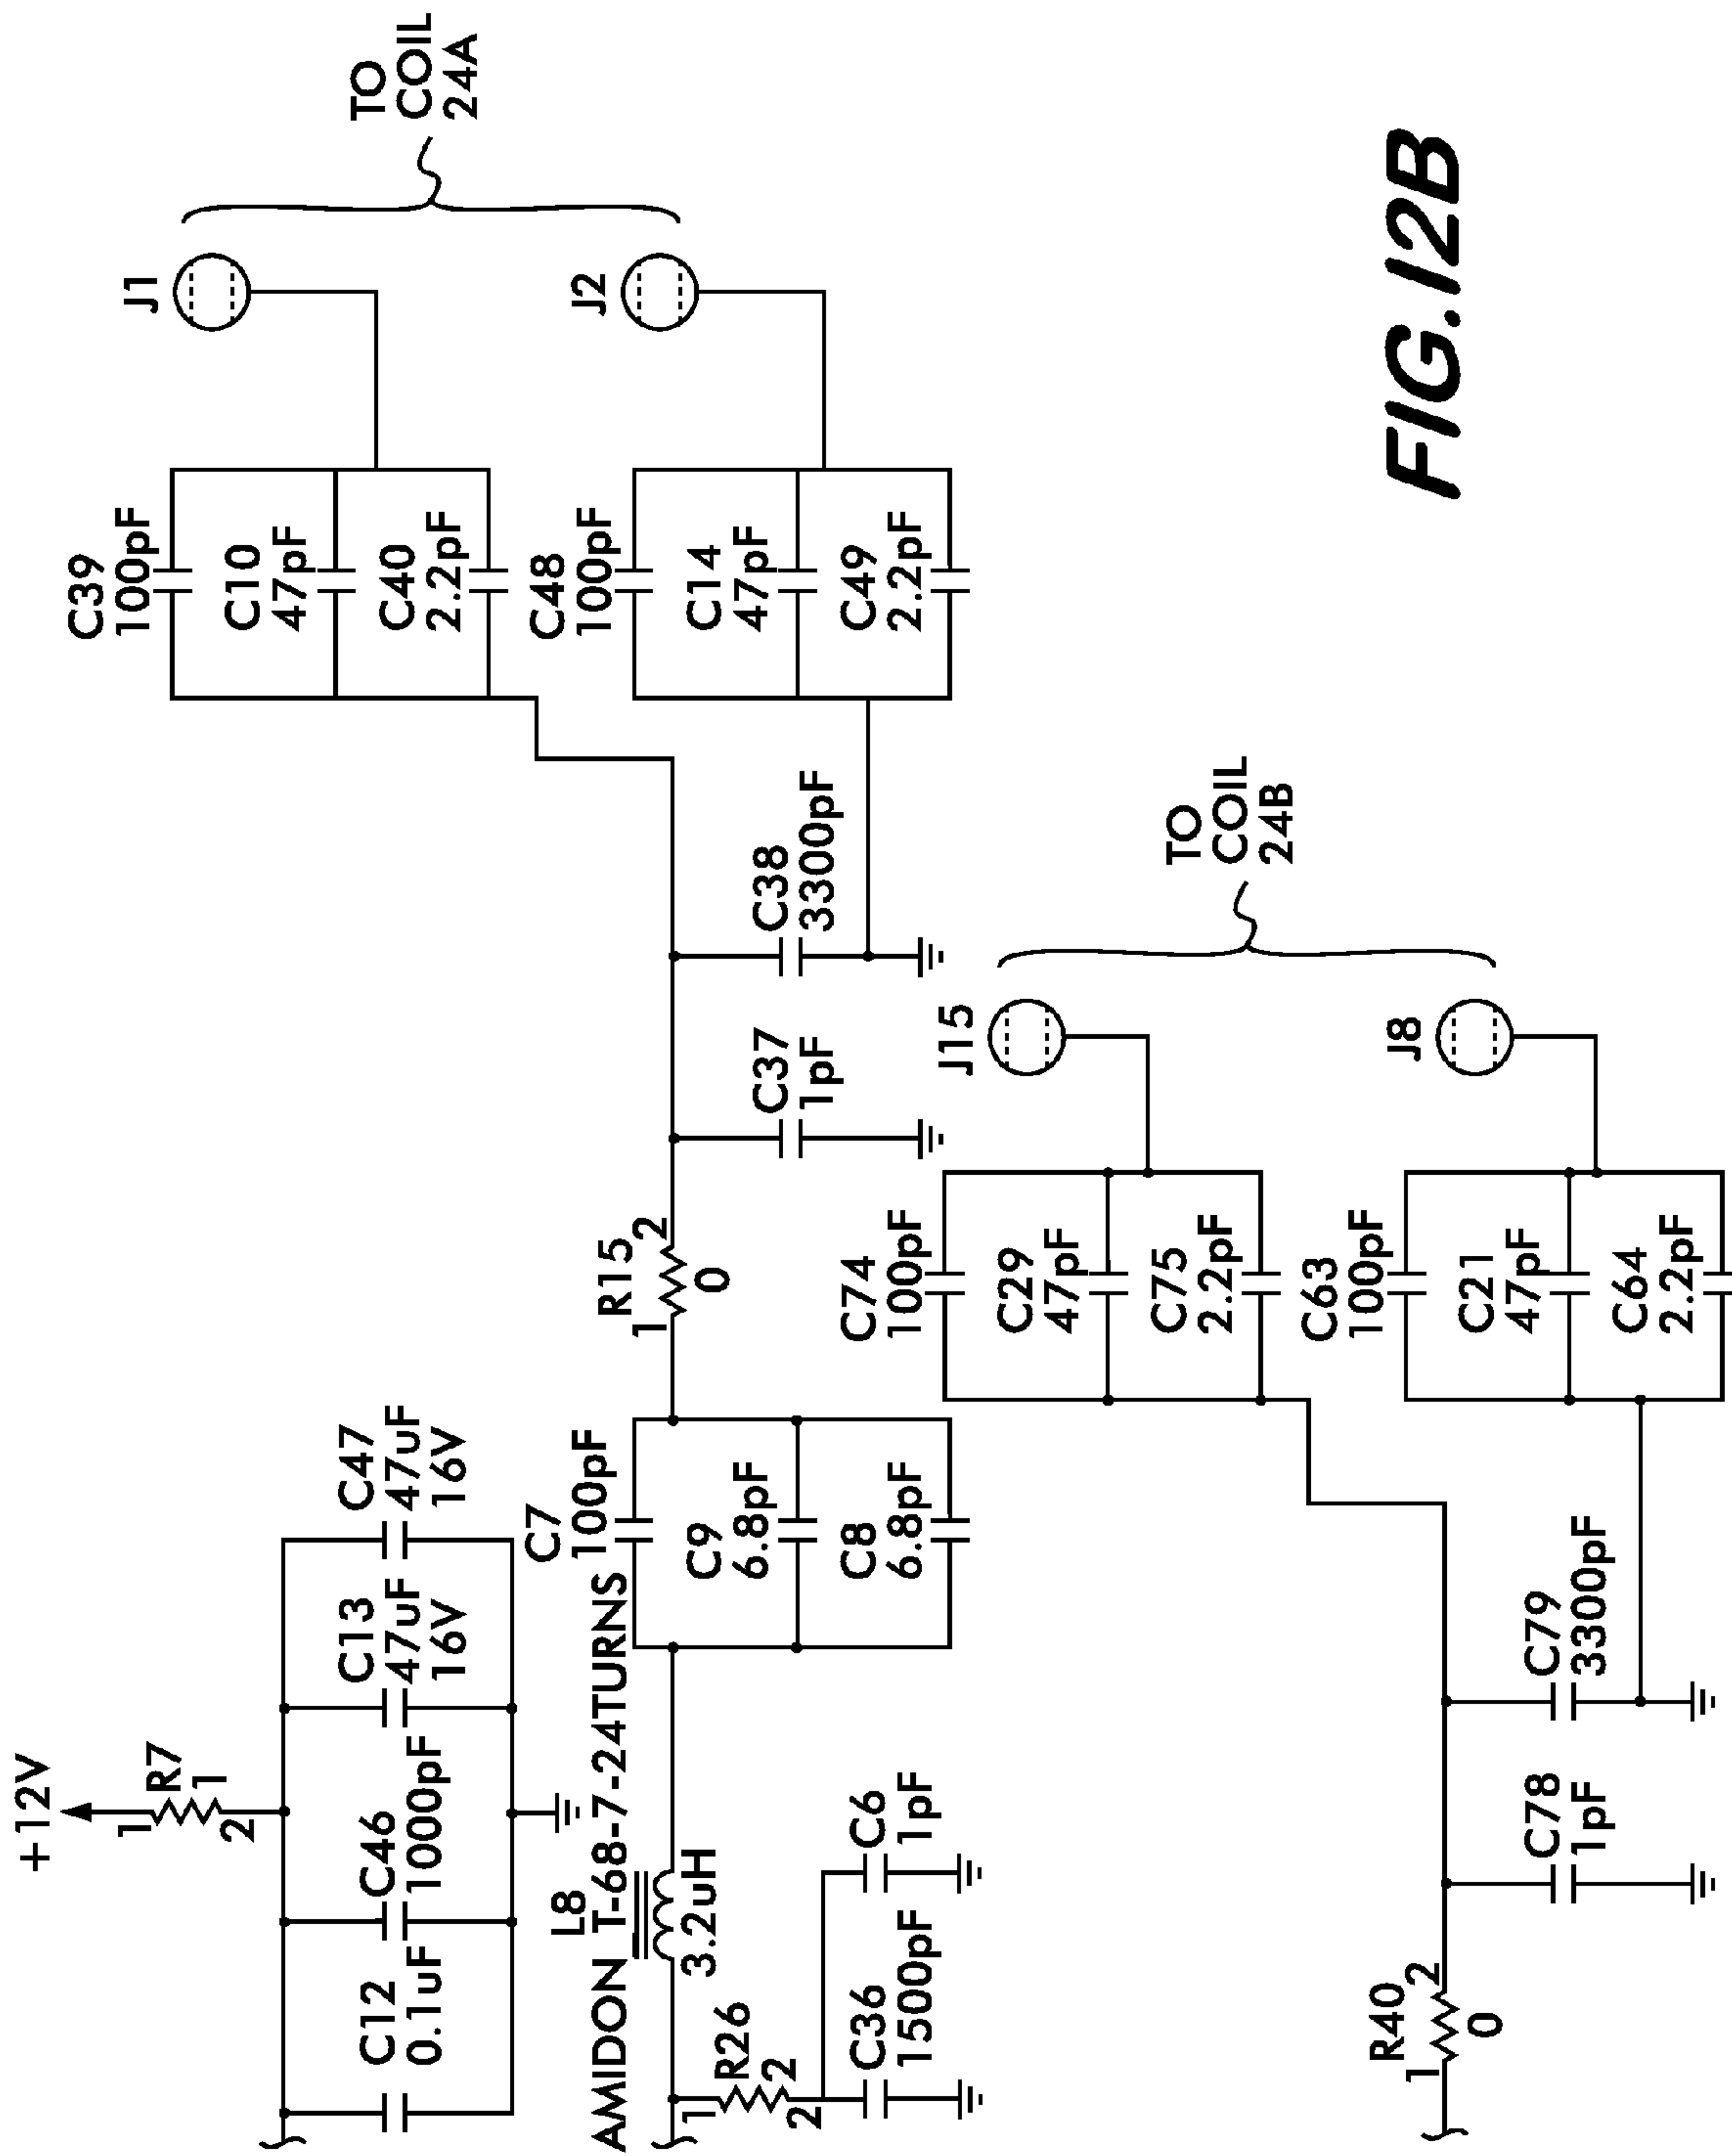 +12V
R7
1
1
2
C12
0.1uF
C46
1000pF
C13
47uF
16V
C47
47uF
16V
L8
AMIDON T-68-7-24TURNS
3.2uH
1
R26
2
2
C36
1500pF
C6
1pF
C7
100pF
C9
6.8pF
C8
6.8pF
R15
1
2
0
C37
1pF
C38
3300pF
C39
100pF
C10
47pF
C40
2.2pF
C48
100pF
C14
47pF
C49
2.2pF
J1
J2
TO
COIL
24A
R40
1
2
0
C78
1pF
C79
3300pF
C74
100pF
C29
47pF
C75
2.2pF
C63
100pF
C21
47pF
C64
2.2pF
J15
J8
TO
COIL
24B
FIG.12B